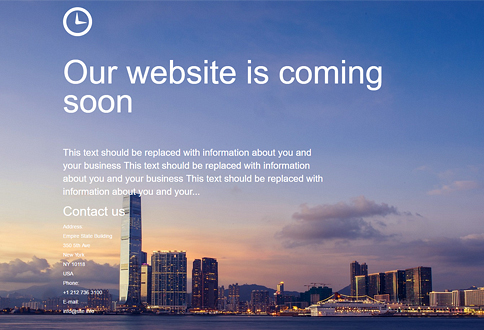 Our website is coming
soon
This text should be replaced with information about you and
your business This text should be replaced with information
about you and your business This text should be replaced with
information about you and your...
Contact us
Address:
Empire State Building
350 5th Ave
New York
NY 10118
USA
Phone:
+1 212 736 3100
E-mail: